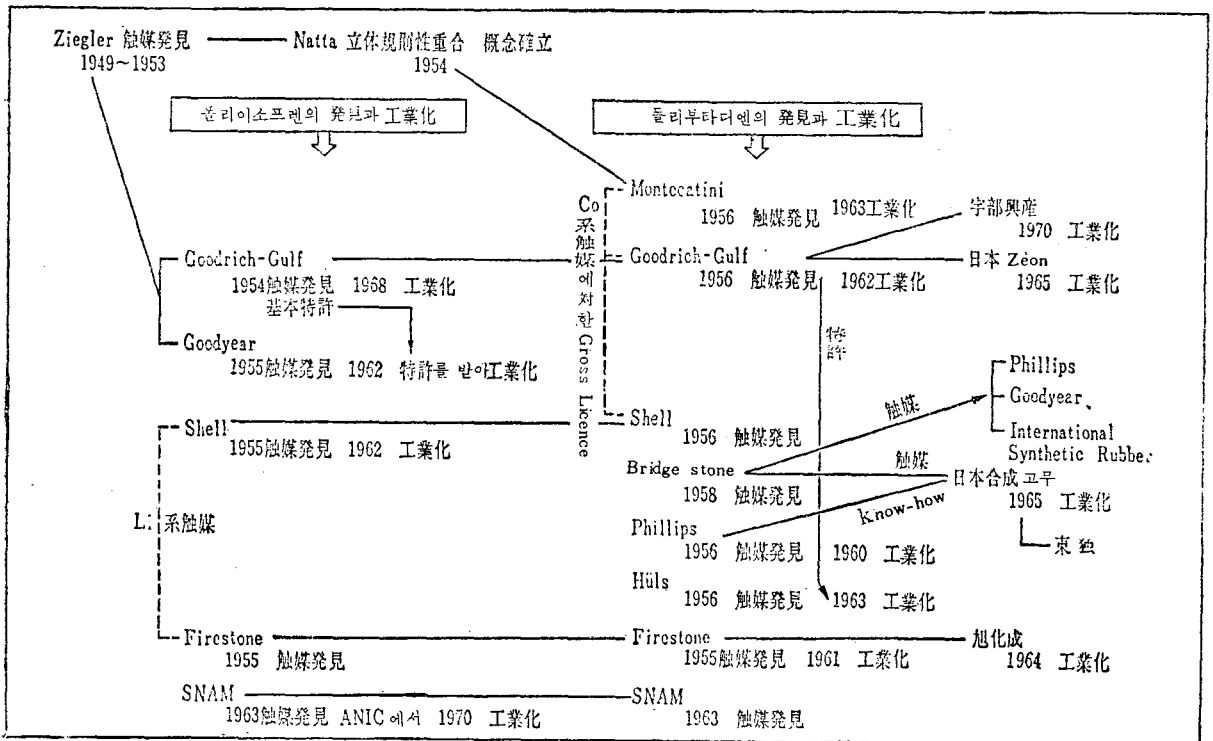 Ziegler 触媒発見 Natta 立体規則性重合 概念確立
1949~1953 1954
폴리이소프렌의 発見과 工業化
폴리부타디엔의 発見과 工業化
Co系触媒에 対한 Gross Licence
Montecatini
1956 触媒発見 1963工業化
宇部興産
1970 工業化
Goodrich-Gulf
1954触媒発見 1968 工業化
基本特許
Goodrich-Gulf
1956 触媒発見 1962工業化
日本 Zeon
1965 工業化
特許
Goodyear
1955触媒発見 1962 特許를 받아工業化
Phillips
Goodyear
International
Synthetic Rubber
触媒
Shell
1955触媒発見 1962 工業化
Shell
1956 触媒発見
Bridge stone
1958 触媒発見
触媒
日本合成고무
1965 工業化
東独
Know-how
Li系触媒
Phillips
1956 触媒発見 1960 工業化
Hüls
1956 触媒発見 1963 工業化
Firestone
1955 触媒発見
Firestone
1955触媒発見 1961 工業化
旭化成
1964 工業化
SNAM
1963触媒発見 ANIC에서 1970 工業化
SNAM
1963 触媒発見